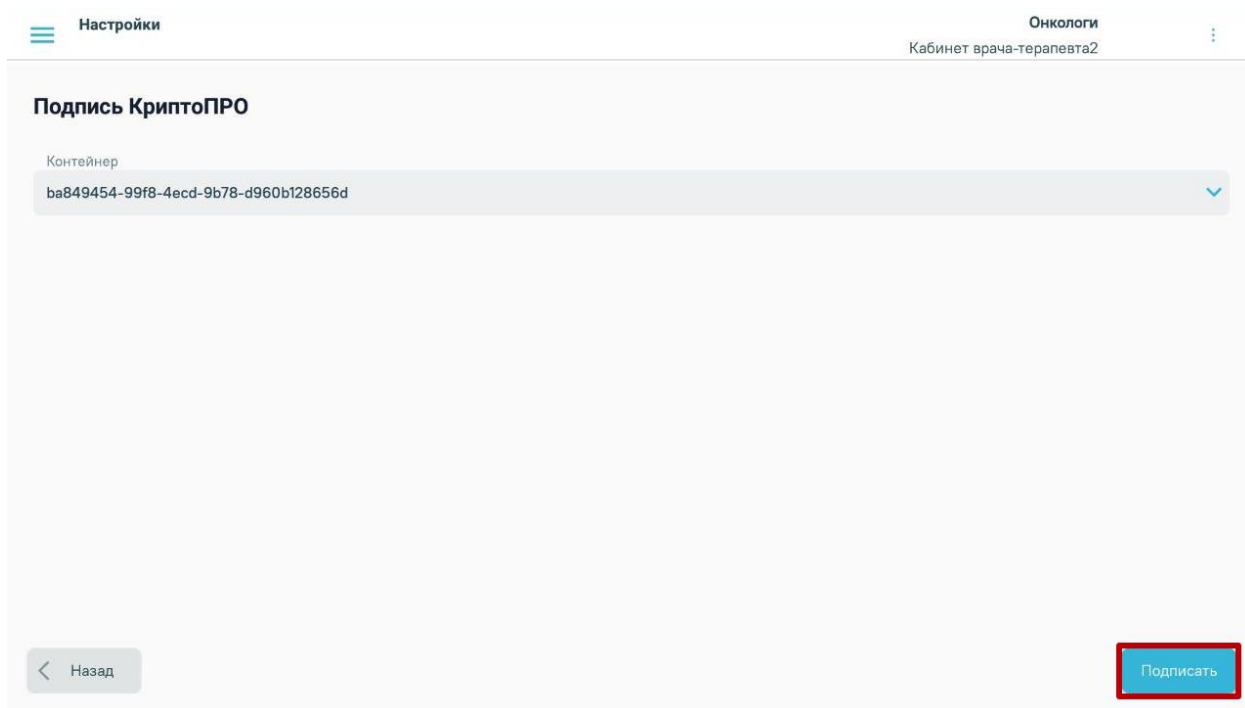 Настройки
Онкологи
Кабинет врача-терапевта2
Подпись КриптоПРО
Контейнер
ba849454-99f8-4ecd-9b78-d960b128656d
Назад
Подписать